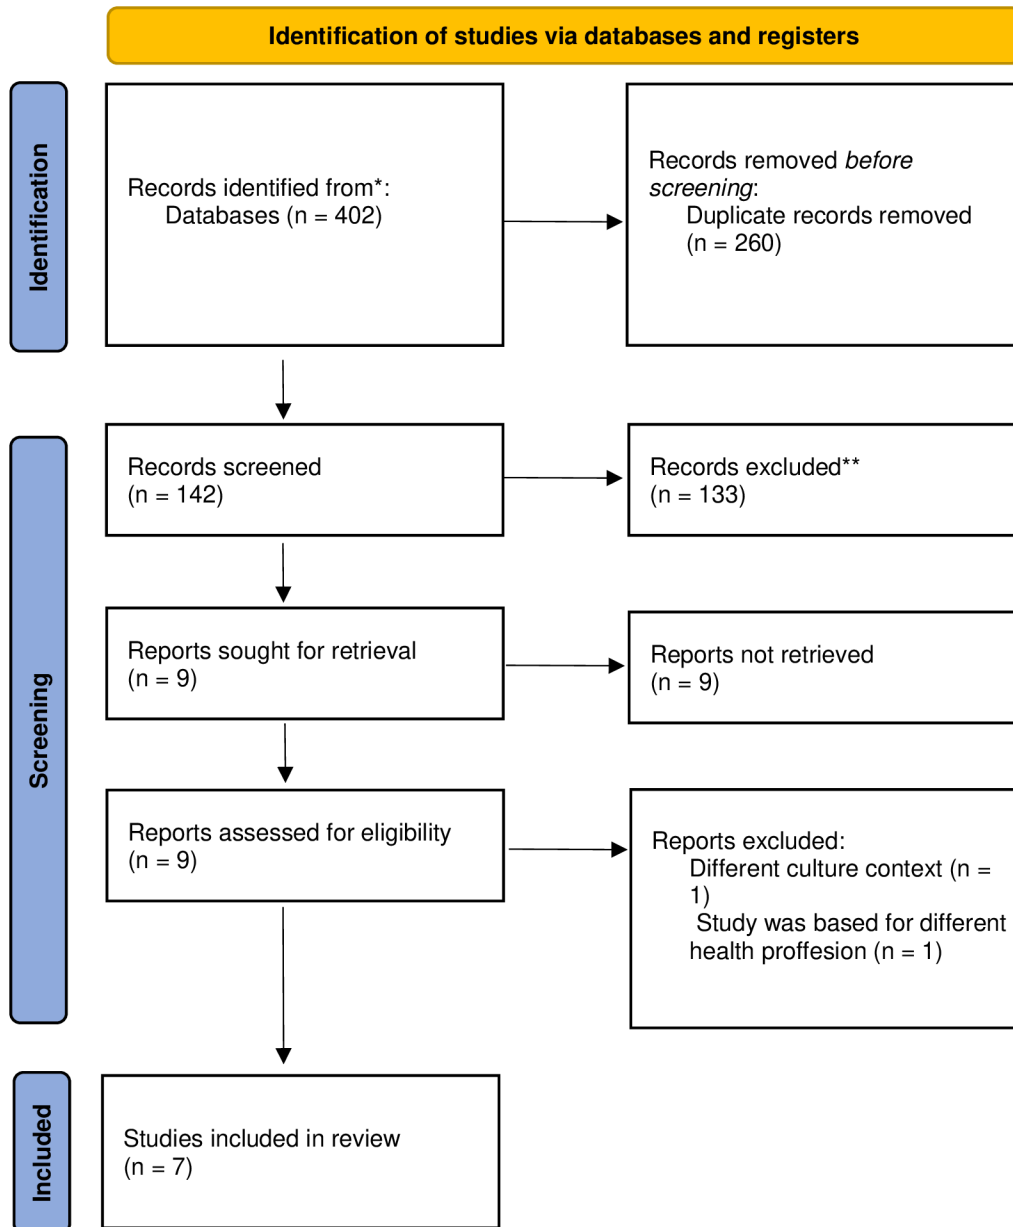 Identification of studies via databases and registers
Identification
Records identified from*:
Databases (n = 402)
Records removed before
screening:
Duplicate records removed
(n = 260)
Screening
Records screened
(n = 142)
Records excluded**
(n = 133)
Reports sought for retrieval
(n = 9)
Reports not retrieved
(n = 9)
Reports assessed for eligibility
(n = 9)
Reports excluded:
Different culture context (n =
1)
Study was based for different
health proffesion (n = 1)
Included
Studies included in review
(n = 7)